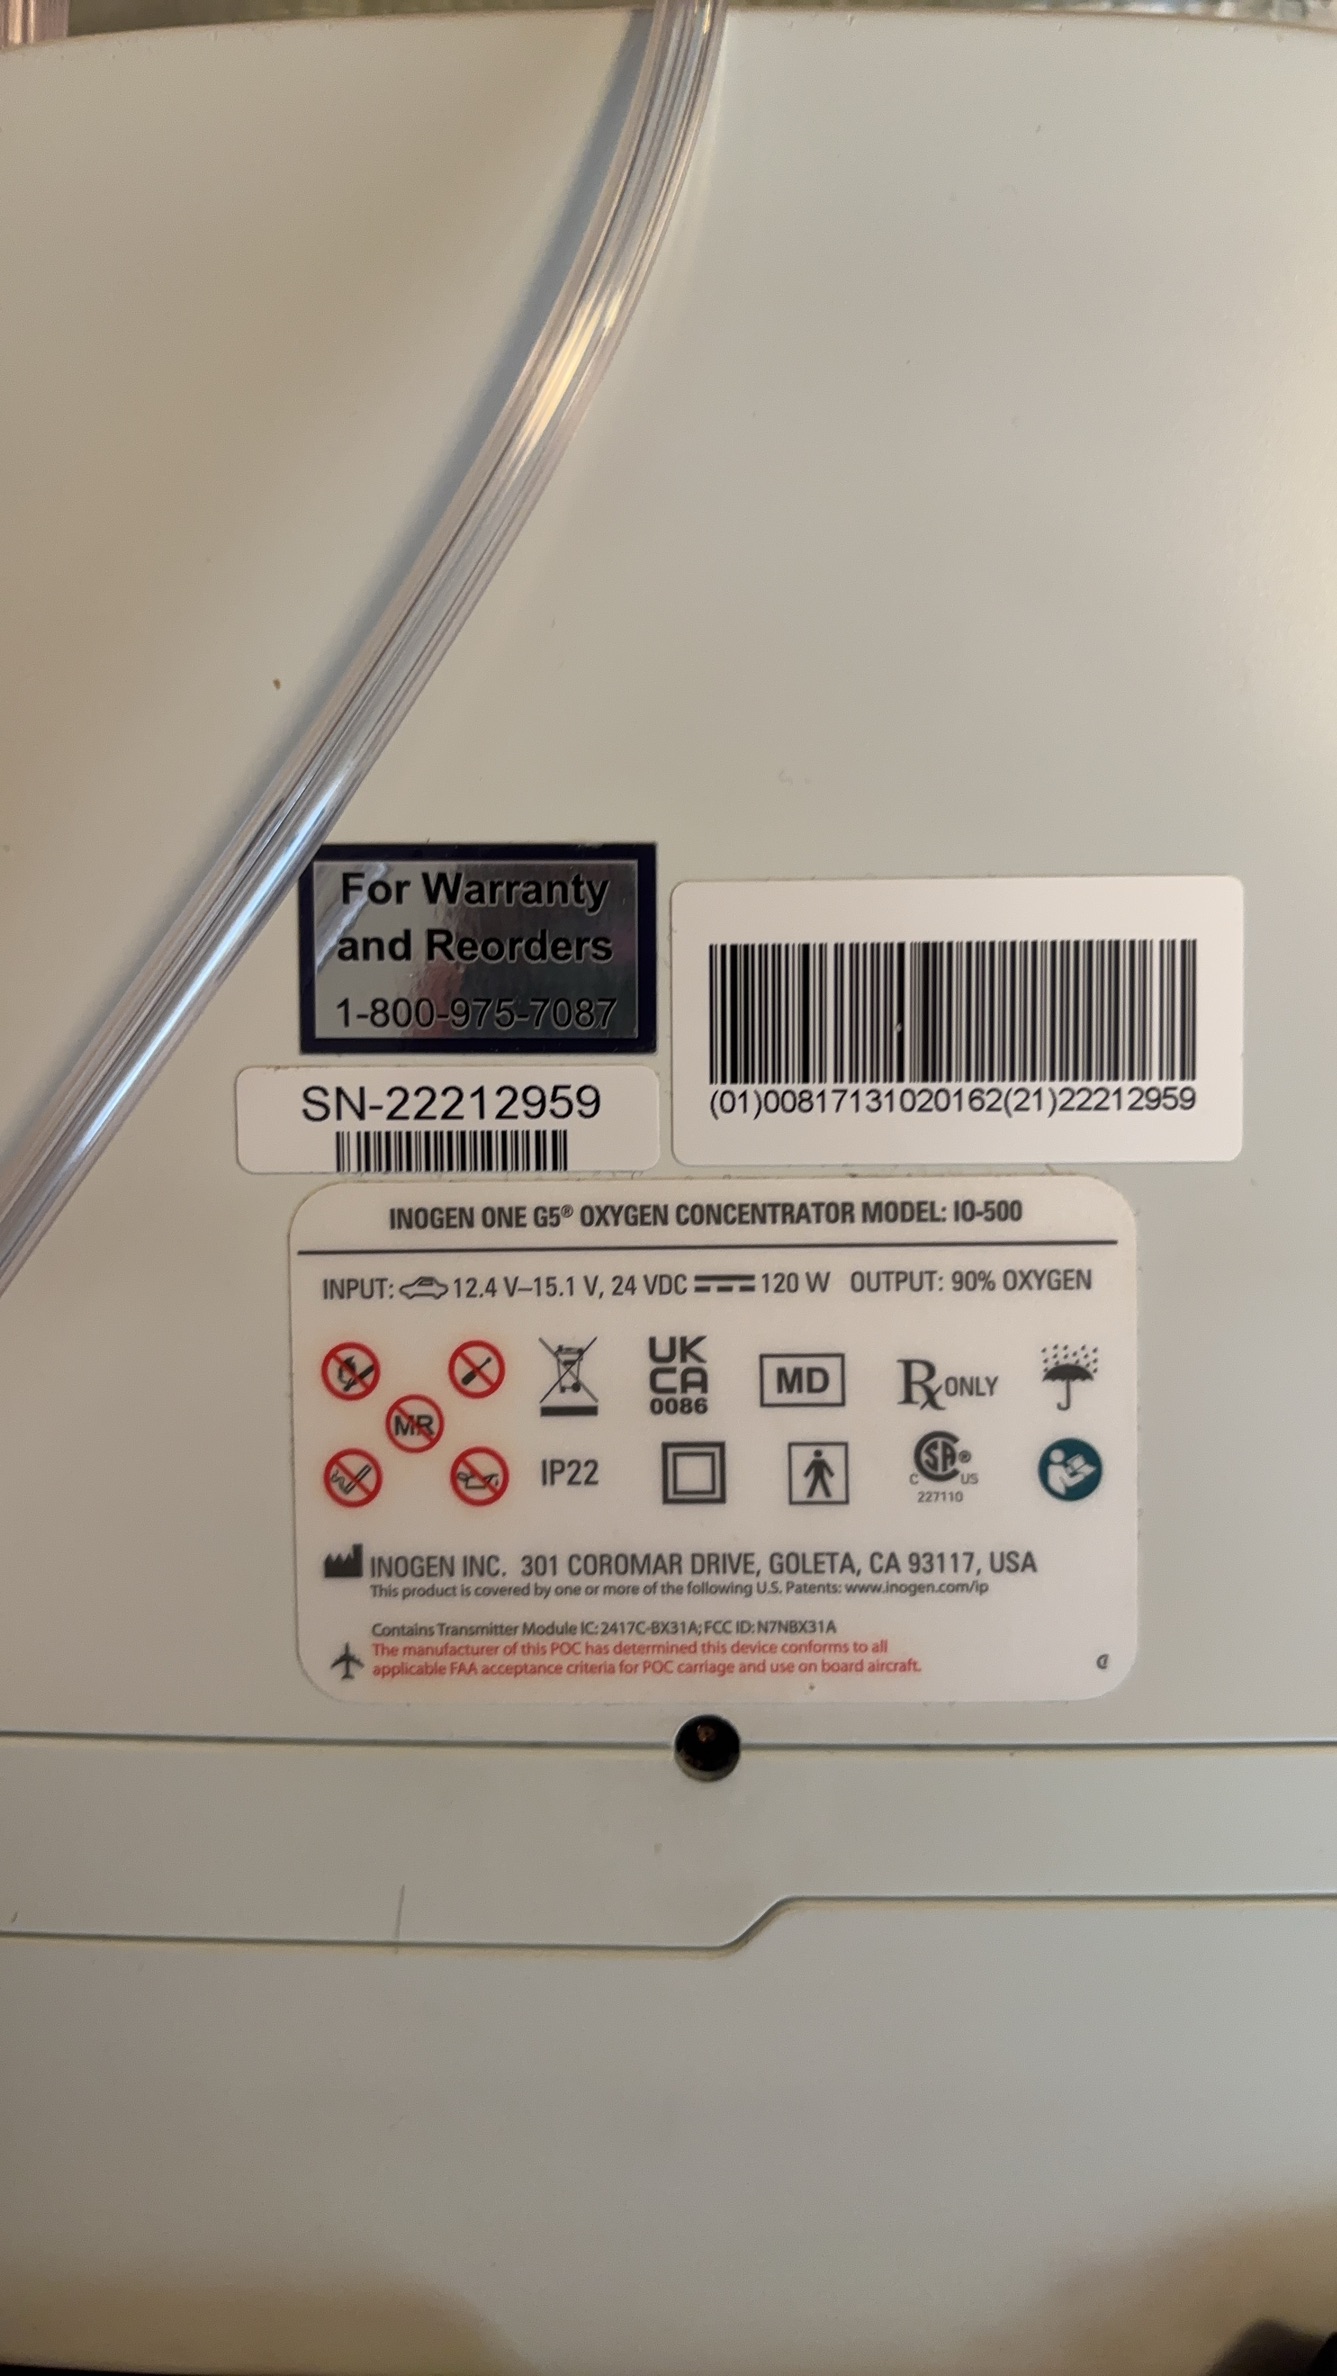 For Warranty
and Reorders
1-800-975-7087
SN-22212959
(01)00817131020162(21)22212959
INOGEN ONE G5® OXYGEN CONCENTRATOR MODEL: IO-500
INPUT: 12.4 V–15.1 V, 24 VDC 120 W OUTPUT: 90% OXYGEN
MR
UK
CA
0086
MD
Rx ONLY
IP22
CSA®
C US
227110
INOGEN INC. 301 COROMAR DRIVE, GOLETA, CA 93117, USA
This product is covered by one or more of the following U.S. Patents: www.inogen.com/ip
Contains Transmitter Module IC: 2417C-BX31A; FCC ID: N7NBX31A
The manufacturer of this POC has determined this device conforms to all
applicable FAA acceptance criteria for POC carriage and use on board aircraft.